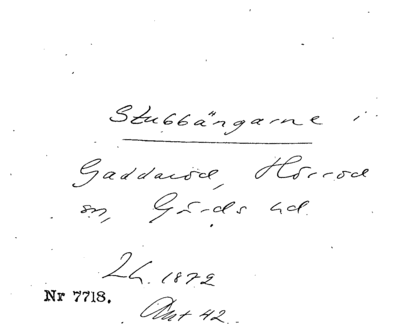 Stubbängarne i
Gaddaröd, Hörröd
sn, Gärds hd.
Lh. 1872
Nr 7718.
Akt 42.